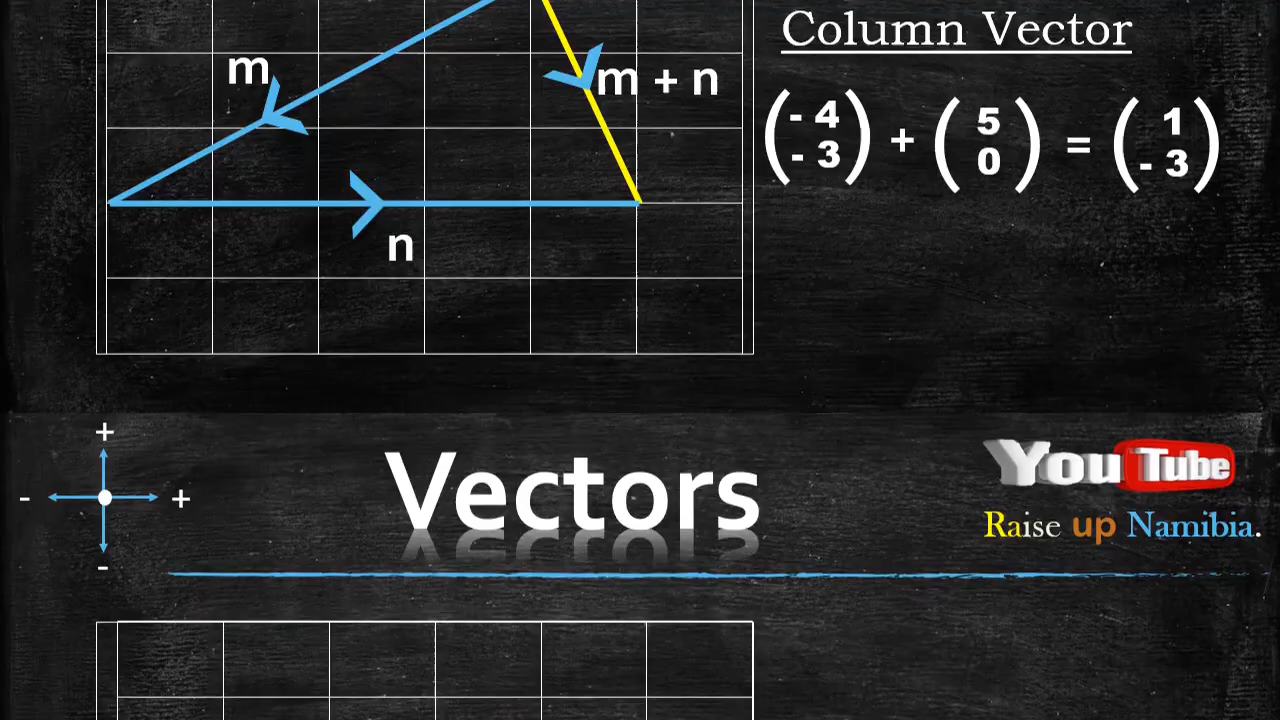 Column Vector
m
m + n
(- 4 - 3) + (5 0) = (1 - 3)
n
+
- +
-
Vectors
YouTube
Raise up Namibia.